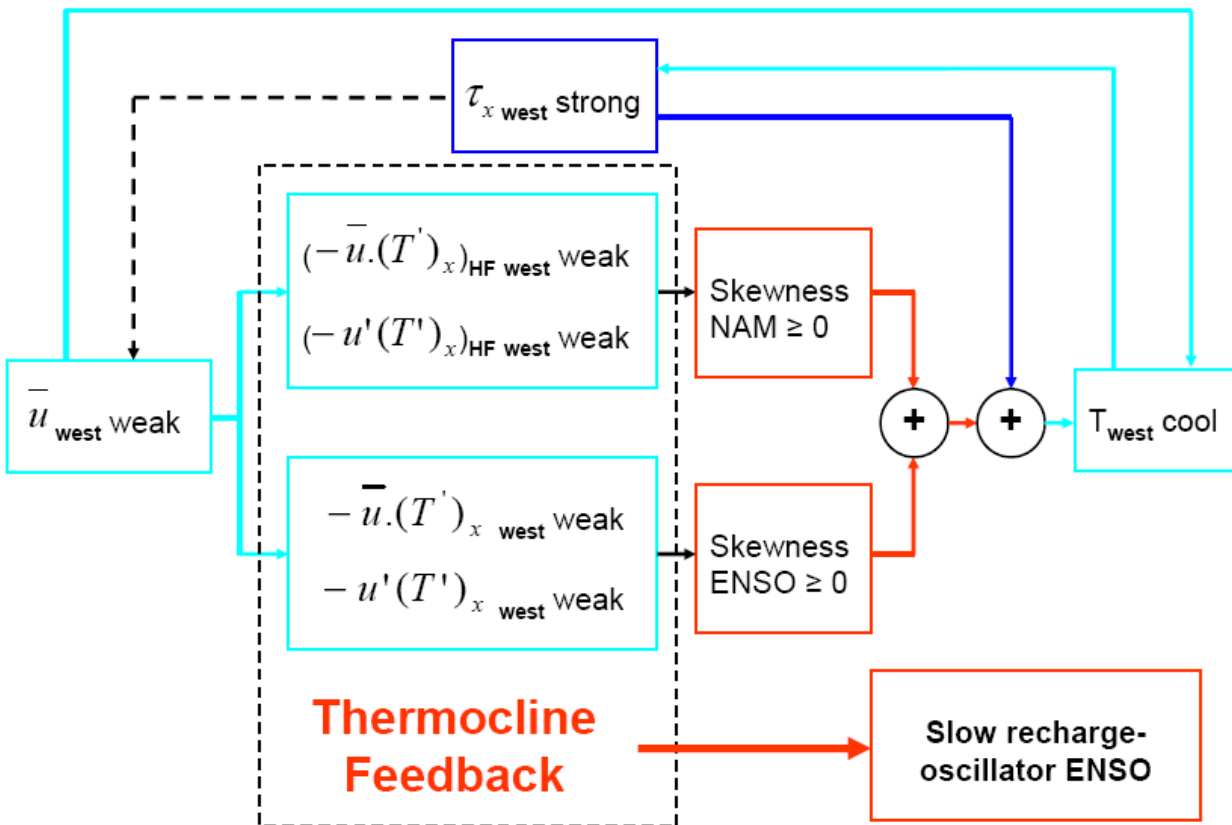 τx west strong
(−u̅.(T')x)HF west weak
(−u'(T')x)HF west weak
Skewness
NAM ≥ 0
u̅ west weak
+
+
Twest cool
−u̅.(T')x west weak
−u'(T')x west weak
Skewness
ENSO ≥ 0
Thermocline
Feedback
Slow recharge-
oscillator ENSO